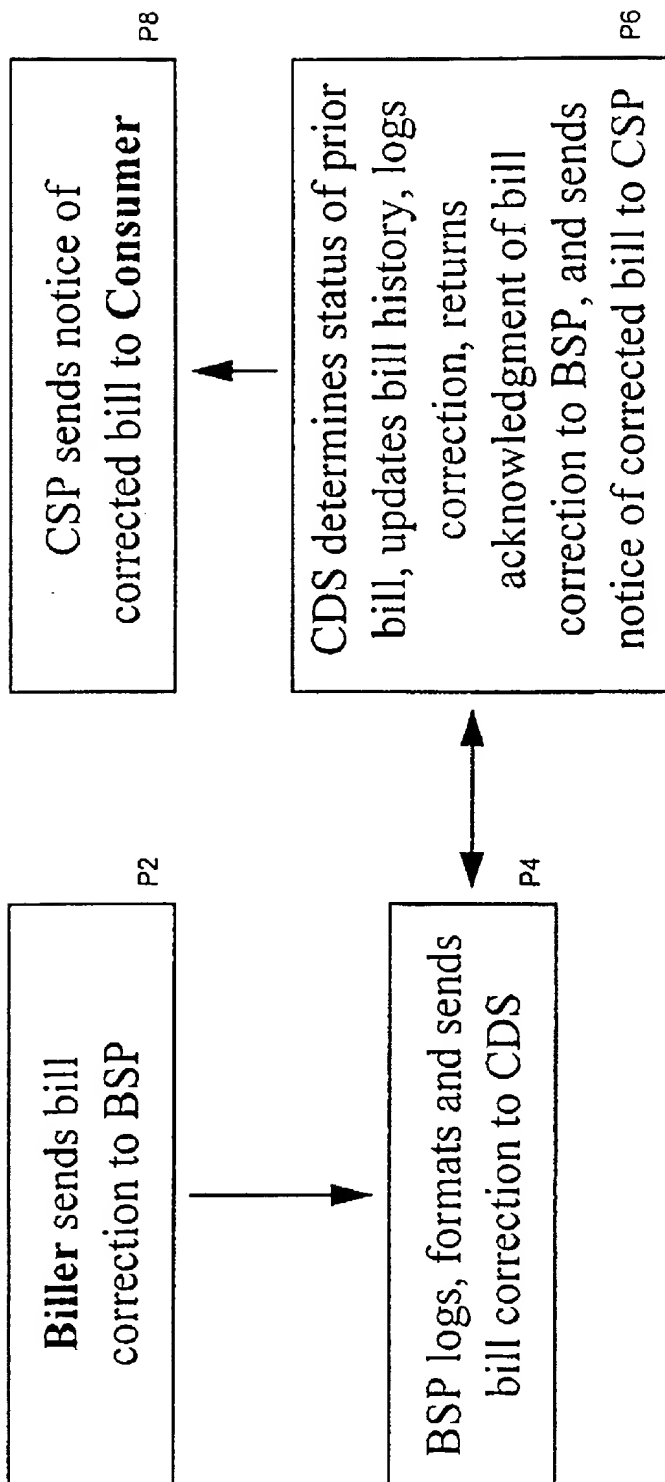 Biller sends bill
correction to BSP
P2
BSP logs, formats and sends
bill correction to CDS
P4
CDS determines status of prior
bill, updates bill history, logs
correction, returns
acknowledgment of bill
correction to BSP, and sends
notice of corrected bill to CSP
P6
CSP sends notice of
corrected bill to Consumer
P8